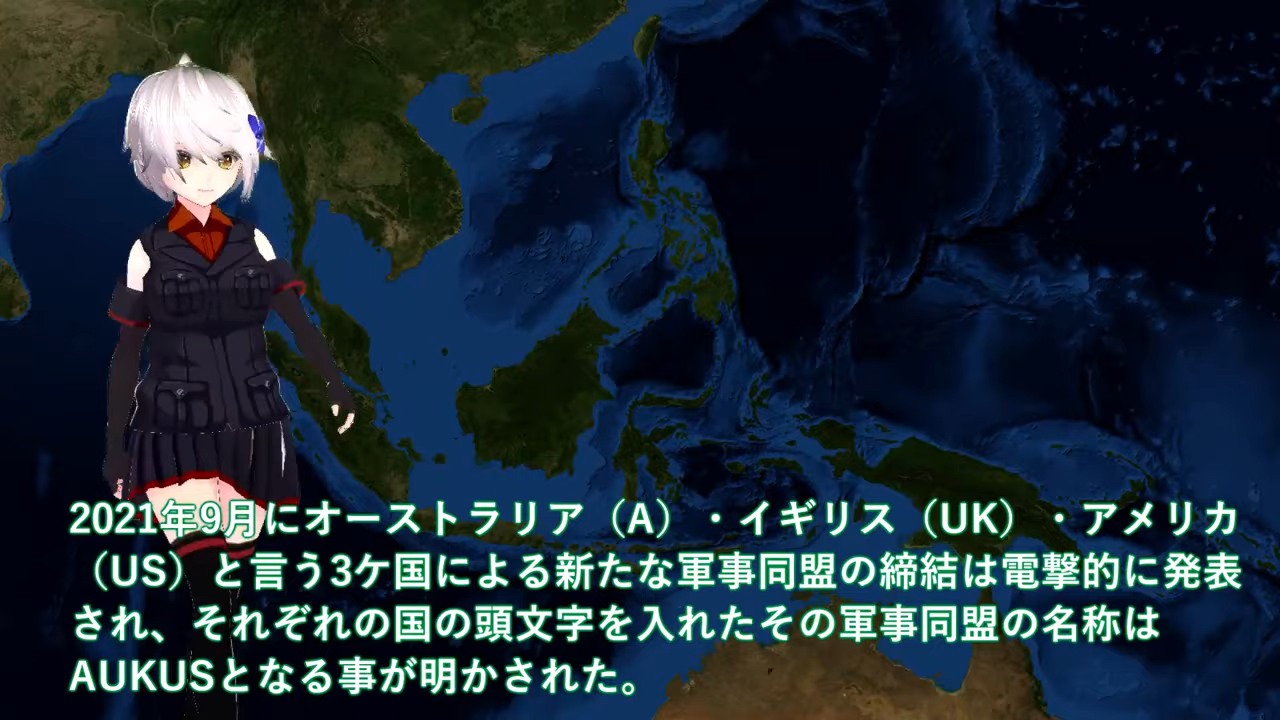 2021年9月にオーストラリア（A）・イギリス（UK）・アメリカ
（US）と言う3ケ国による新たな軍事同盟の締結は電撃的に発表
され、それぞれの国の頭文字を入れたその軍事同盟の名称は
AUKUSとなる事が明かされた。